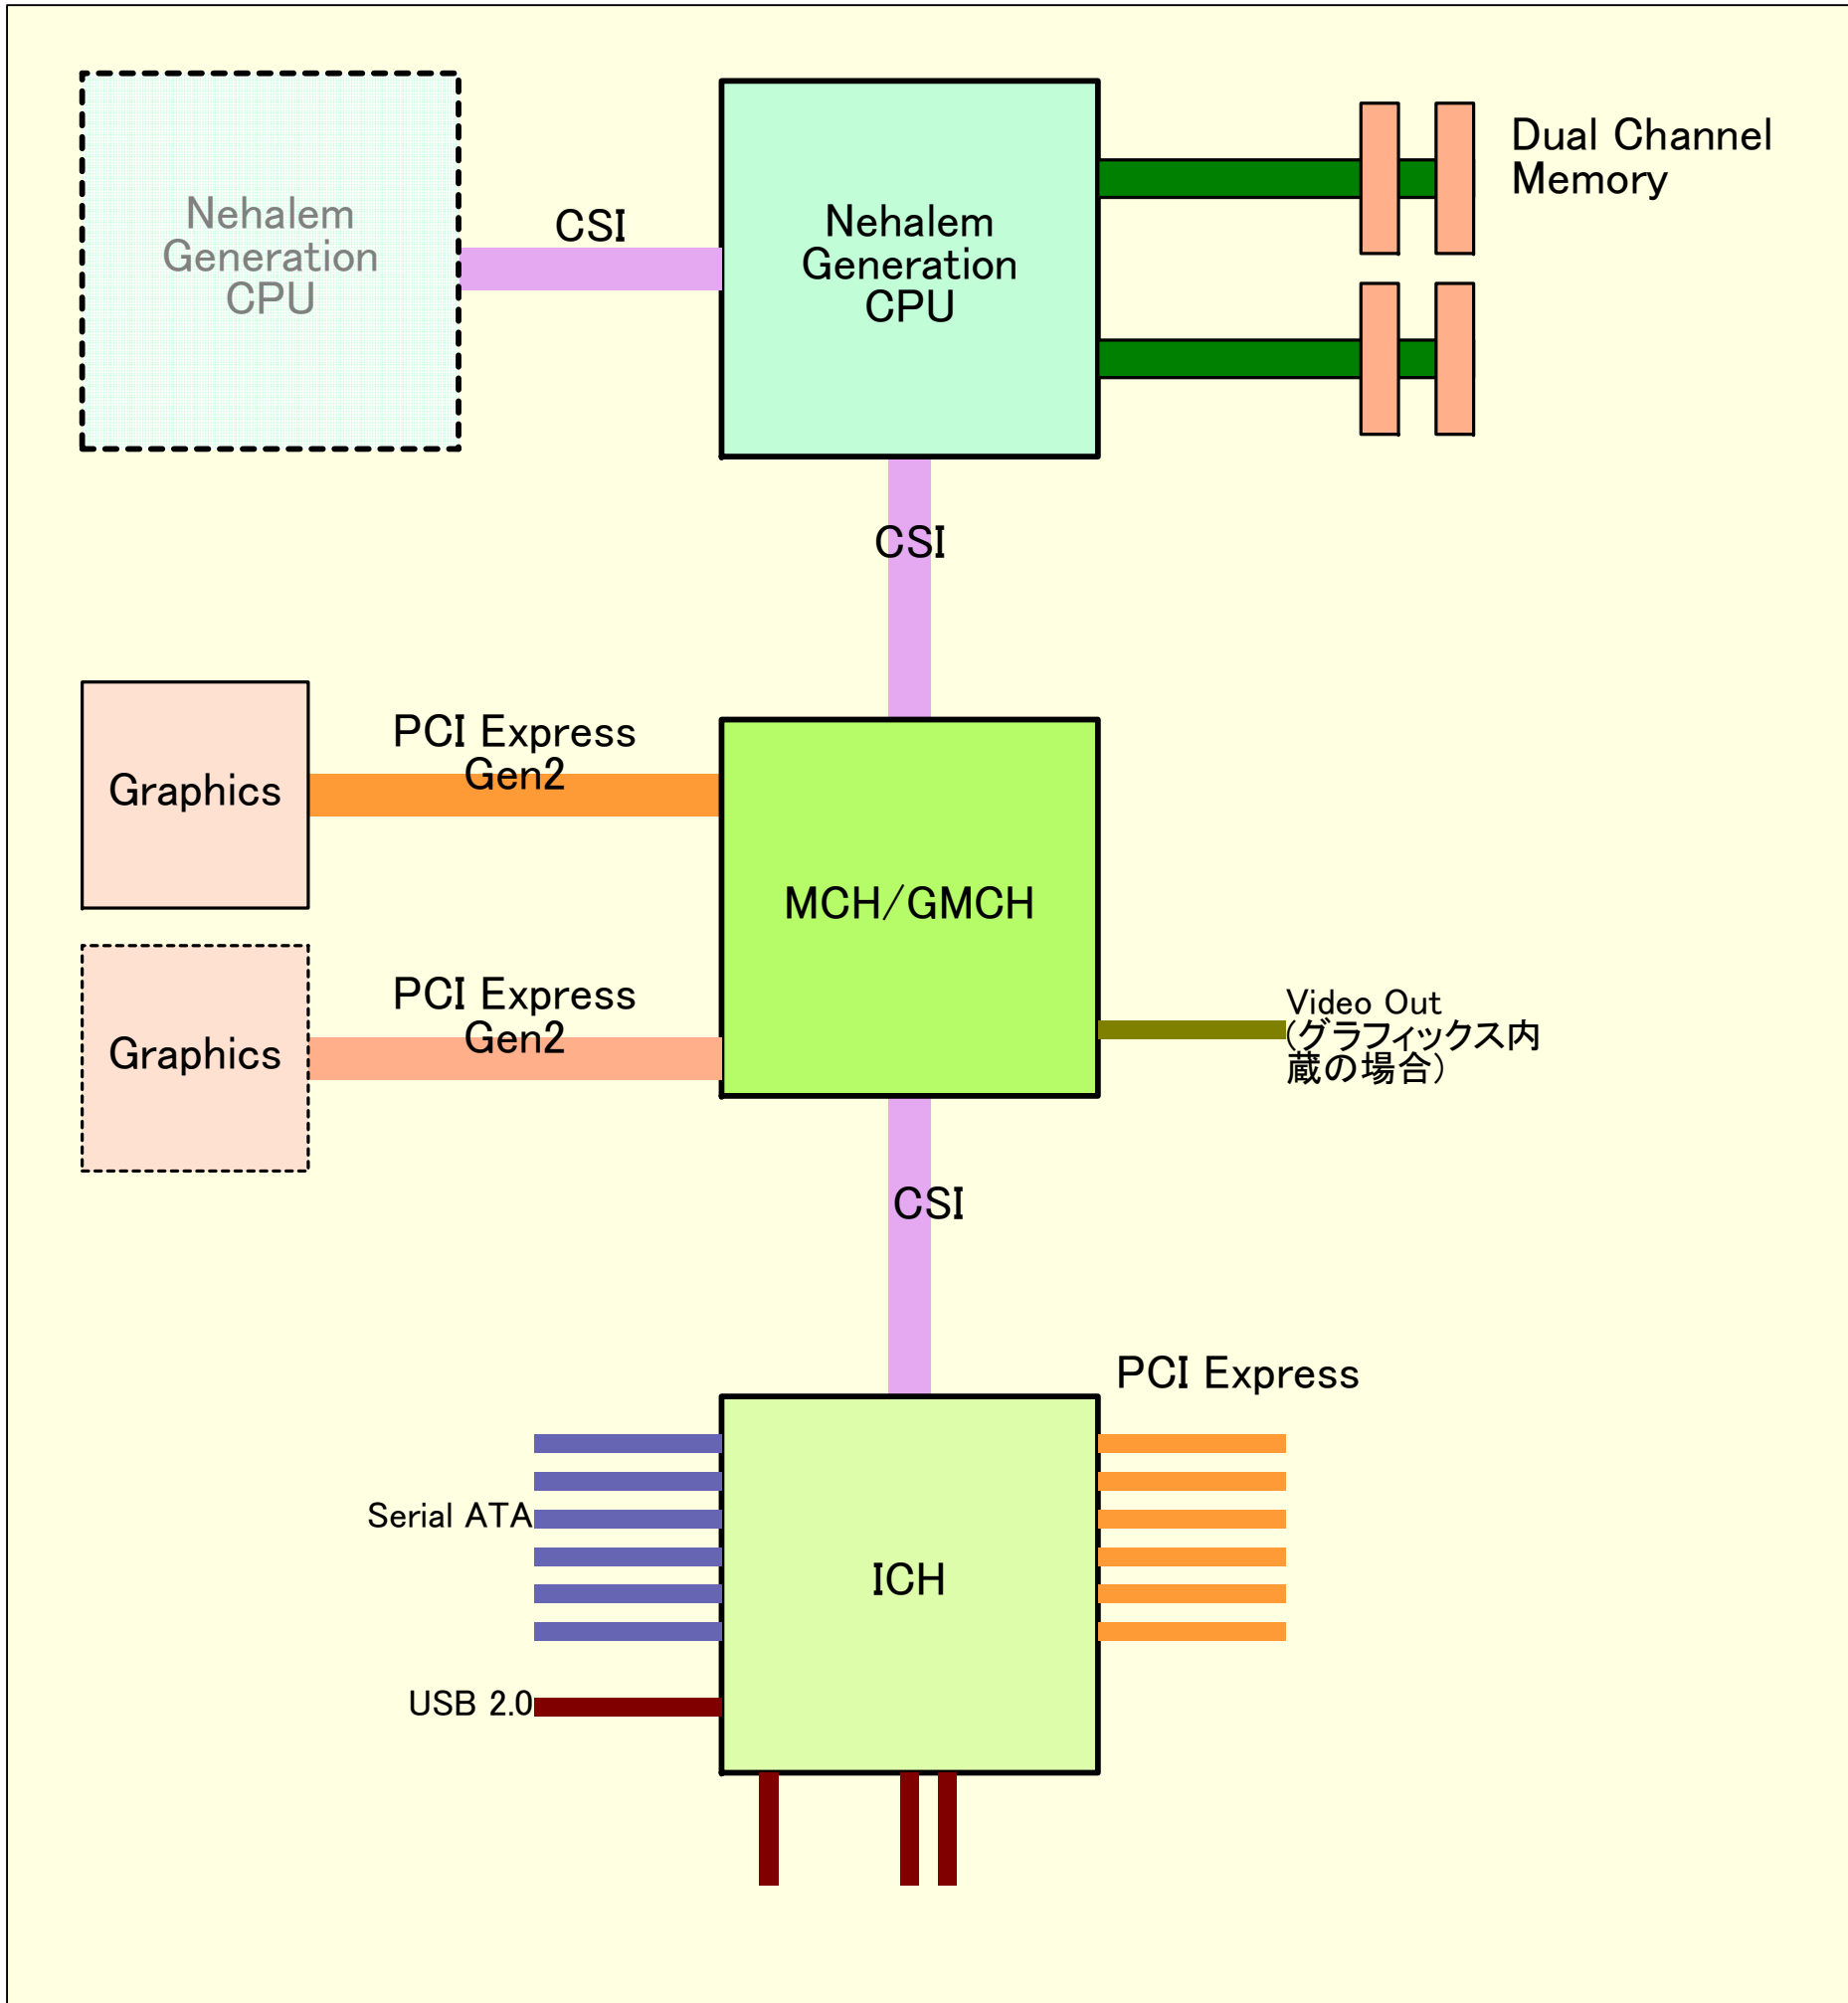 Nehalem
Generation
CPU
CSI
Nehalem
Generation
CPU
Dual Channel
Memory
CSI
Graphics
PCI Express
Gen2
MCH/GMCH
Graphics
PCI Express
Gen2
Video Out
(グラフィックス内
蔵の場合)
CSI
PCI Express
Serial ATA
ICH
USB 2.0